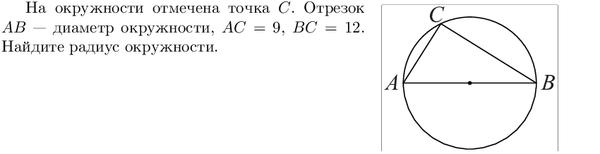 На окружности отмечена точка C. Отрезок
AB — диаметр окружности, AC = 9, BC = 12.
Найдите радиус окружности.
C
A
B